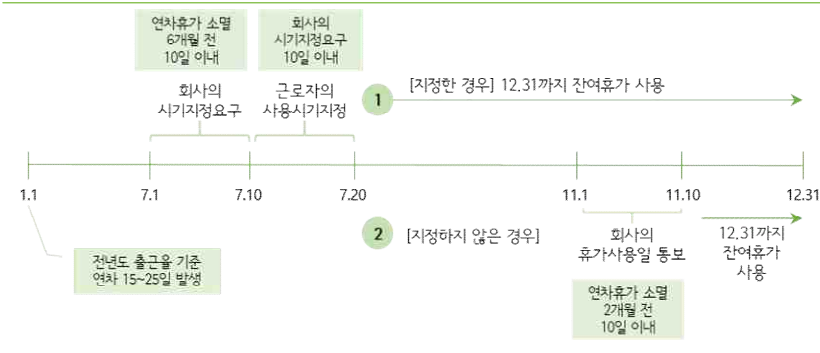 연차휴가 소멸
6개월 전
10일 이내
회사의
시기지정요구
10일 이내
회사의
시기지정요구
근로자의
사용시기지정
1
[지정한 경우] 12.31까지 잔여휴가 사용
1.1
7.1
7.10
7.20
11.1
11.10
12.31
2
[지정하지 않은 경우]
회사의
휴가사용일 통보
12.31까지
잔여휴가
사용
전년도 출근율 기준
연차 15~25일 발생
연차휴가 소멸
2개월 전
10일 이내